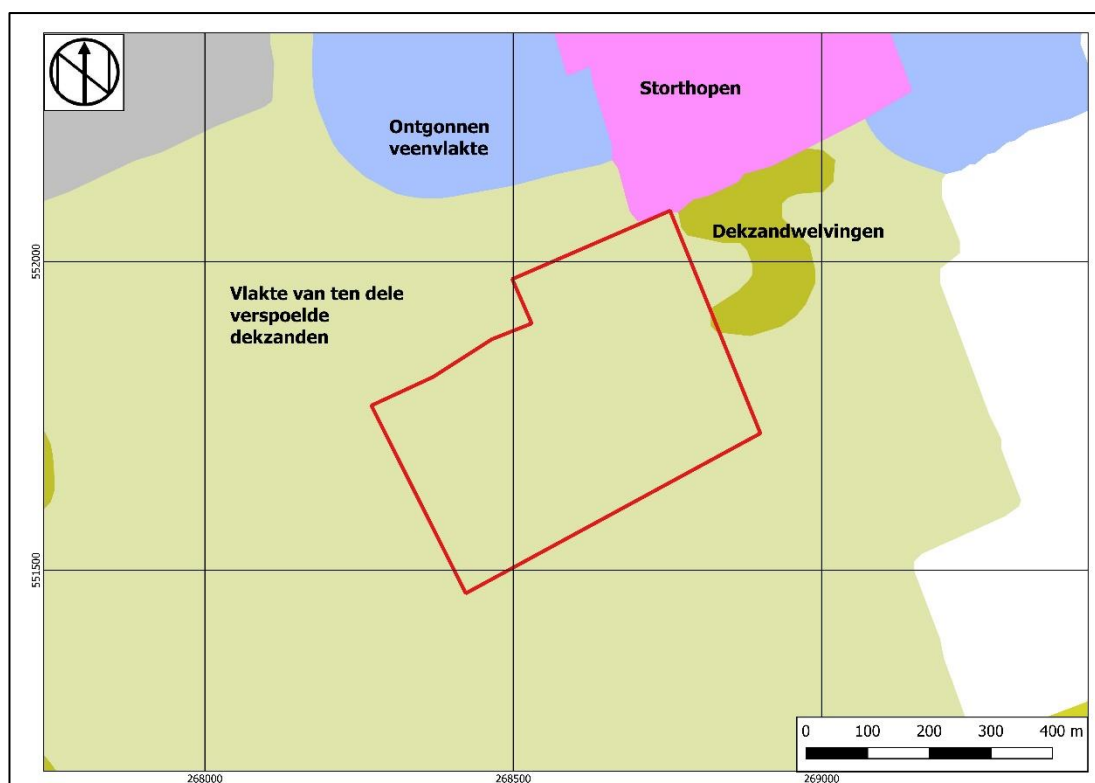 Storthopen
Ontgonnen
veenvlakte
Dekzandwelvingen
Vlakte van ten dele
verspoelde
dekzanden
552000
551500
0 100 200 300 400 m
268000
268500
269000